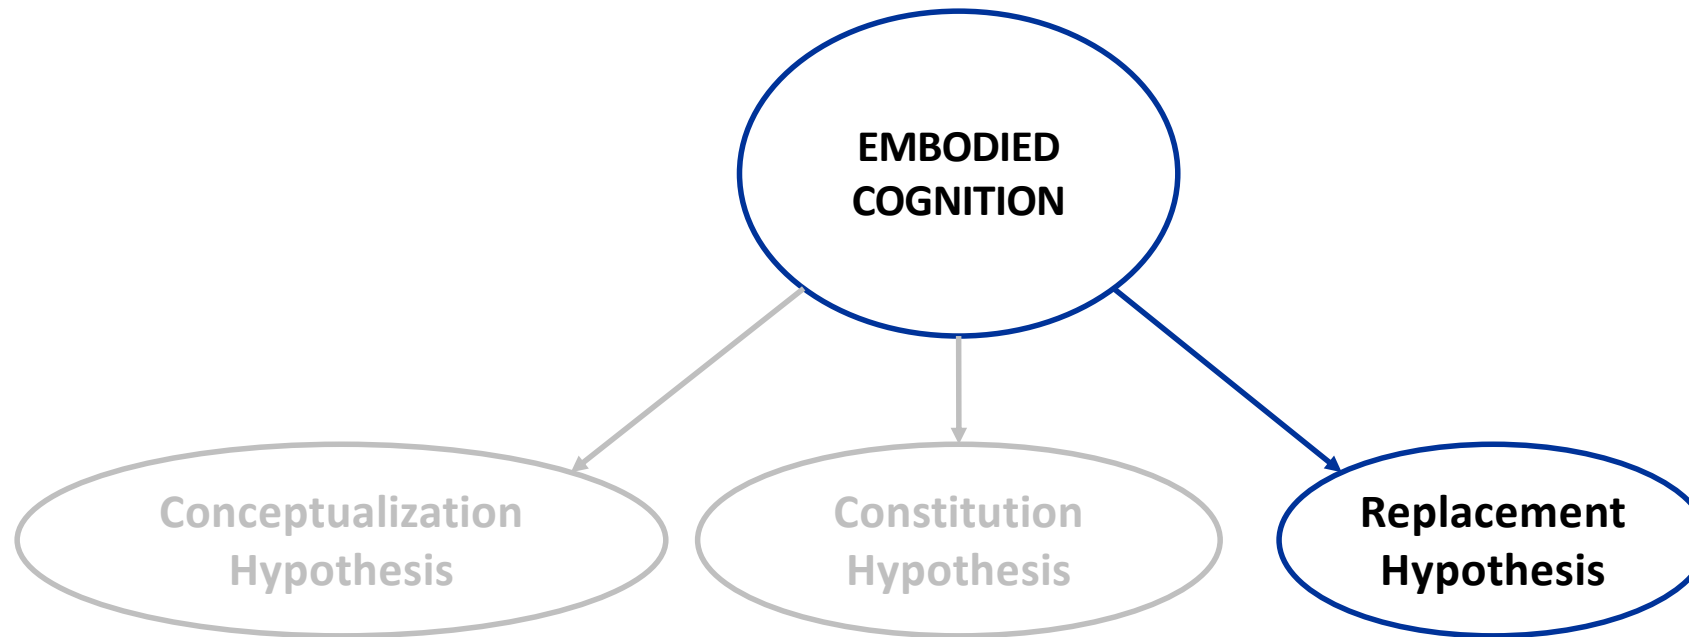 EMBODIED
COGNITION
Conceptualization
Hypothesis
Constitution
Hypothesis
Replacement
Hypothesis